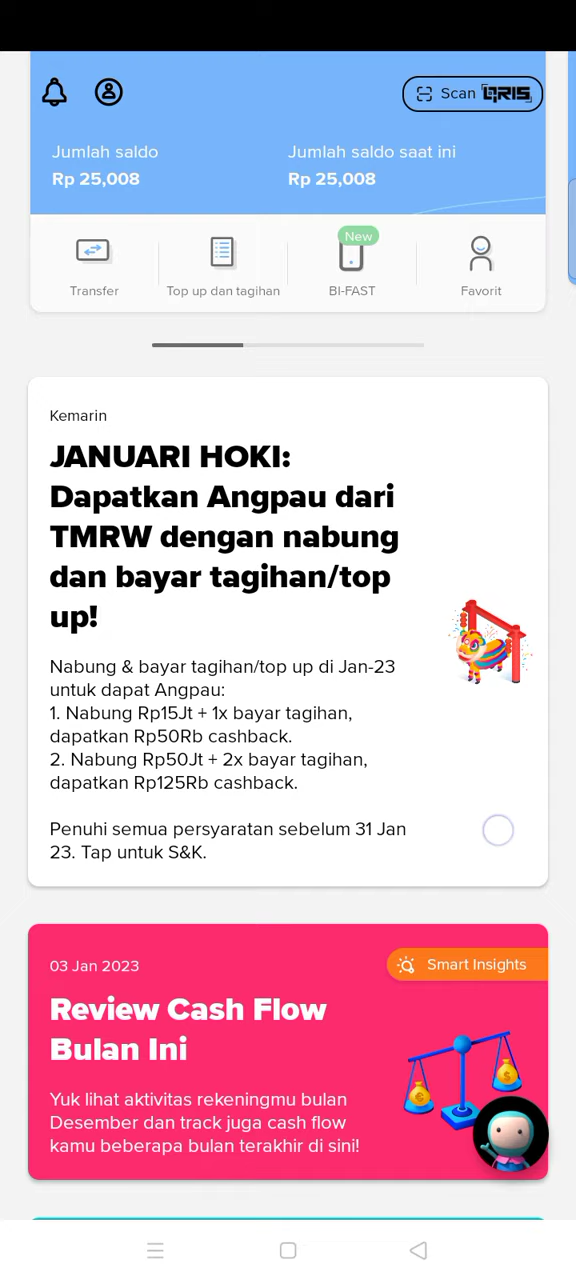 Scan QRIS
Jumlah saldo
Jumlah saldo saat ini
Rp 25,008
Rp 25,008
New
Transfer
Top up dan tagihan
BI-FAST
Favorit
Kemarin
JANUARI HOKI:
Dapatkan Angpau dari
TMRW dengan nabung
dan bayar tagihan/top
up!
Nabung & bayar tagihan/top up di Jan-23
untuk dapat Angpau:
1. Nabung Rp15Jt + 1x bayar tagihan,
dapatkan Rp50Rb cashback.
2. Nabung Rp50Jt + 2x bayar tagihan,
dapatkan Rp125Rb cashback.
Penuhi semua persyaratan sebelum 31 Jan
23. Tap untuk S&K.
03 Jan 2023
Smart Insights
Review Cash Flow
Bulan Ini
Yuk lihat aktivitas rekeningmu bulan
Desember dan track juga cash flow
kamu beberapa bulan terakhir di sini!